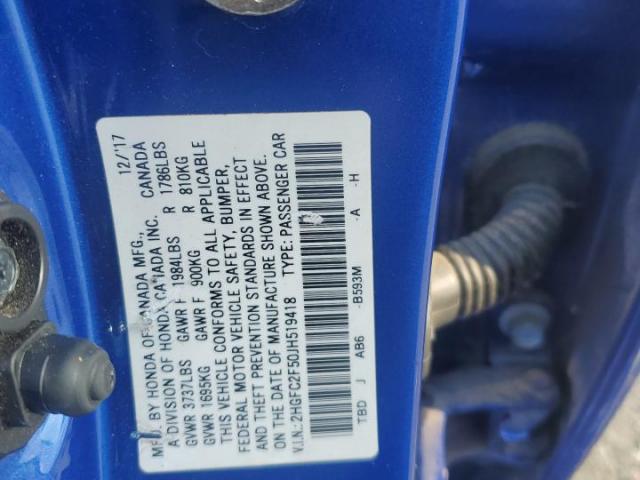 MFD. BY HONDA OF CANADA MFG., 12/'17
A DIVISION OF HONDA CANADA INC. CANADA
GVWR 3737LBS GAWR F 1984LBS R 1786LBS
GVWR 1695KG GAWR F 900KG R 810KG
THIS VEHICLE CONFORMS TO ALL APPLICABLE
FEDERAL MOTOR VEHICLE SAFETY, BUMPER,
AND THEFT PREVENTION STANDARDS IN EFFECT
ON THE DATE OF MANUFACTURE SHOWN ABOVE.
V.I.N.: 2HGFC2F50JH519418 TYPE: PASSENGER CAR
TBD J AB6 -B593M -A -H